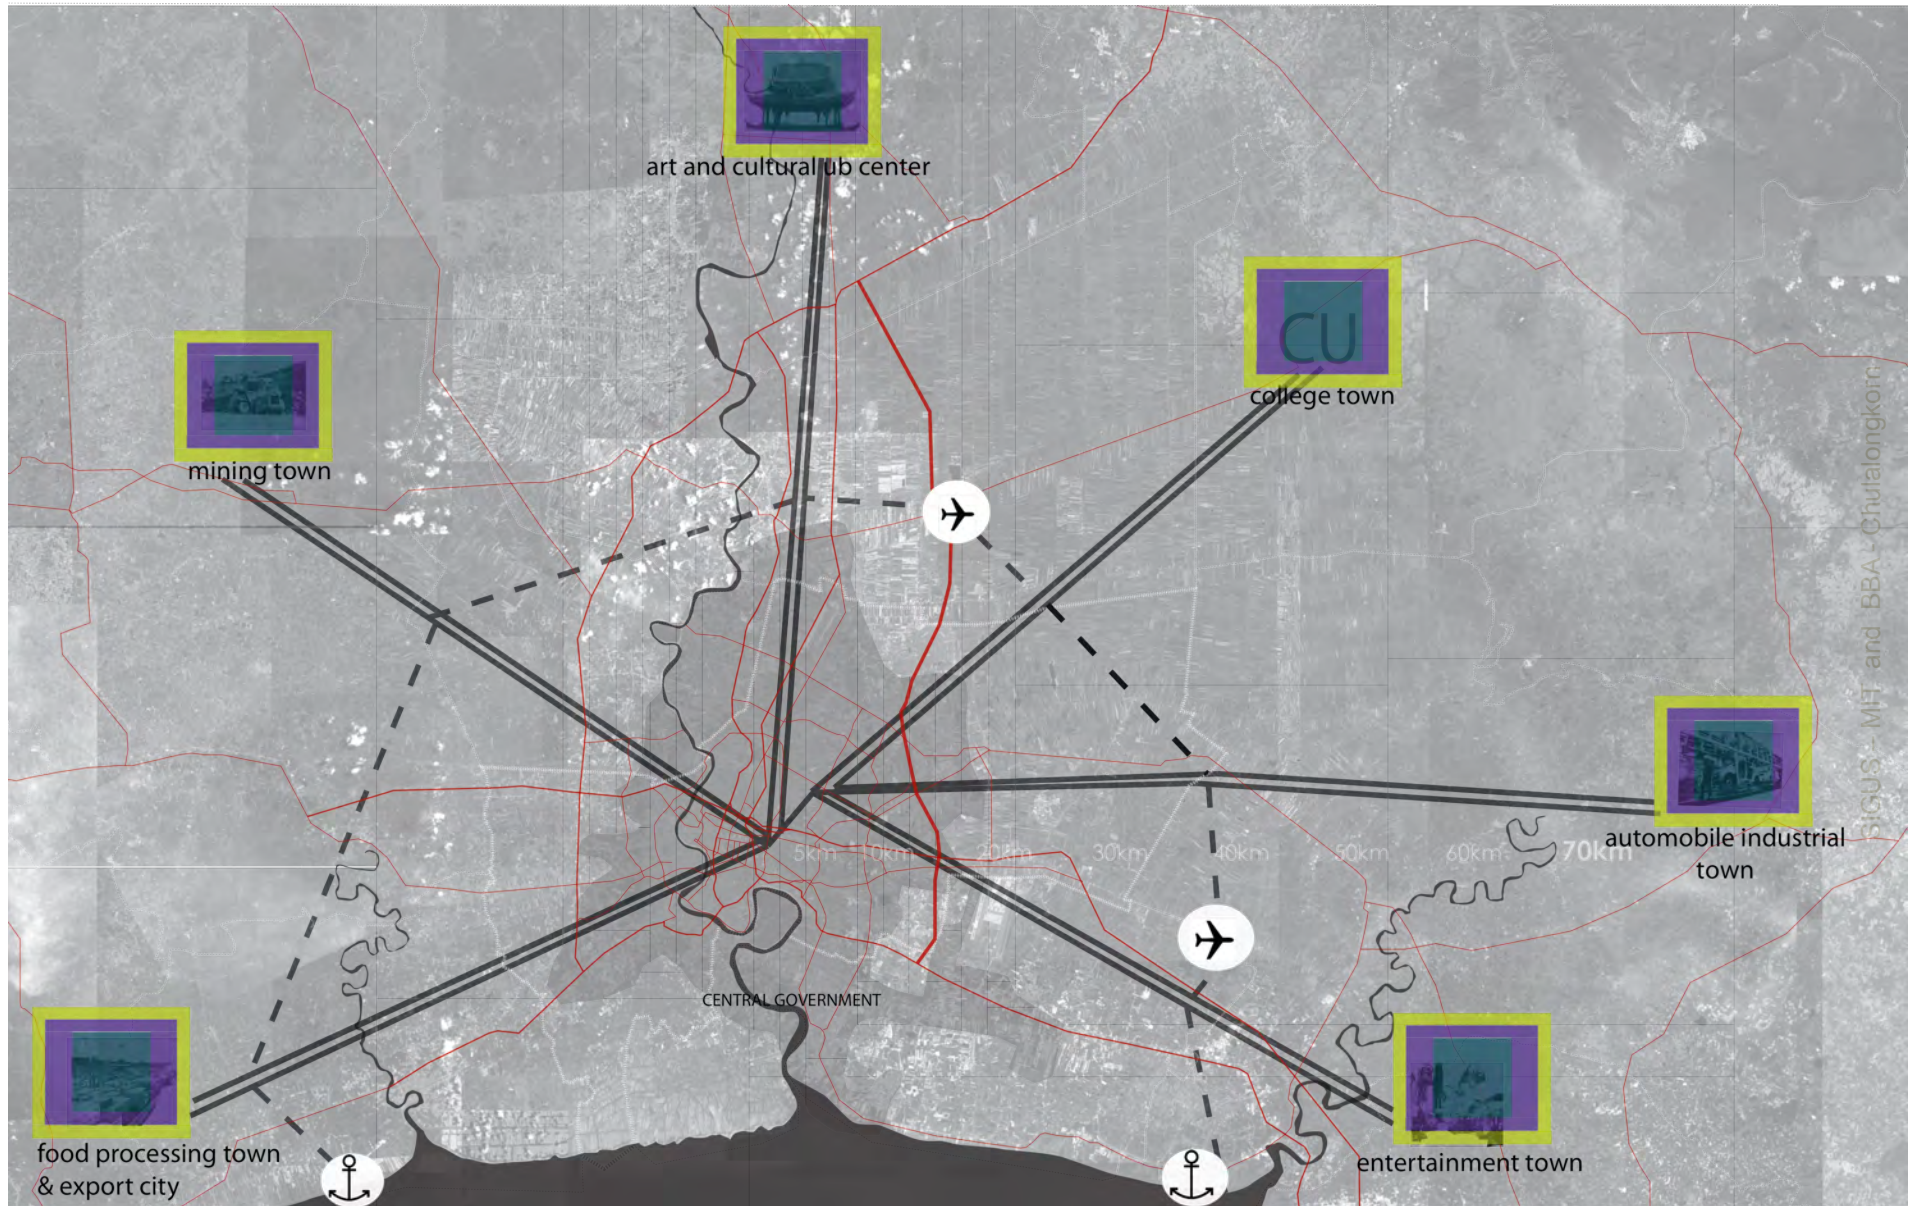 art and cultural ub center
CU
college town
mining town
automobile industrial
town
5km
10km
20km
30km
40km
50km
60km
70km
CENTRAL GOVERNMENT
food processing town
& export city
entertainment town
SIGUS - MIT and BBA - Chulalongkorn